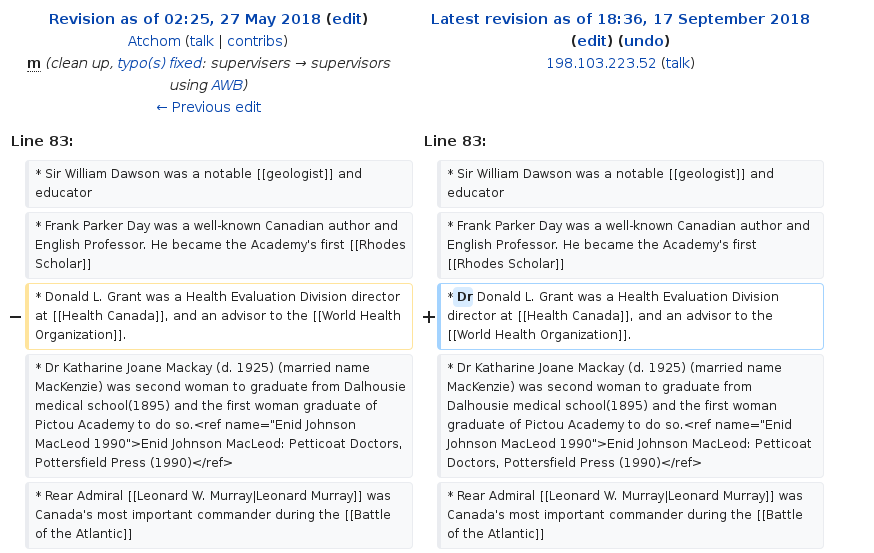 Revision as of 02:25, 27 May 2018 (edit)
Atchom (talk | contribs)
m (clean up, typo(s) fixed: supervisers → supervisors
using AWB)
← Previous edit
Latest revision as of 18:36, 17 September 2018
(edit) (undo)
198.103.223.52 (talk)
Line 83:
* Sir William Dawson was a notable [[geologist]] and
educator
* Frank Parker Day was a well-known Canadian author and
English Professor. He became the Academy's first [[Rhodes
Scholar]]
− * Donald L. Grant was a Health Evaluation Division director
at [[Health Canada]], and an advisor to the [[World Health
Organization]].
* Dr Katharine Joane Mackay (d. 1925) (married name
MacKenzie) was second woman to graduate from Dalhousie
medical school(1895) and the first woman graduate of
Pictou Academy to do so.<ref name="Enid Johnson
MacLeod 1990">Enid Johnson MacLeod: Petticoat Doctors,
Pottersfield Press (1990)</ref>
* Rear Admiral [[Leonard W. Murray|Leonard Murray]] was
Canada's most important commander during the [[Battle
of the Atlantic]]
Line 83:
* Sir William Dawson was a notable [[geologist]] and
educator
* Frank Parker Day was a well-known Canadian author and
English Professor. He became the Academy's first
[[Rhodes Scholar]]
+ * Dr Donald L. Grant was a Health Evaluation Division
director at [[Health Canada]], and an advisor to the
[[World Health Organization]].
* Dr Katharine Joane Mackay (d. 1925) (married name
MacKenzie) was second woman to graduate from
Dalhousie medical school(1895) and the first woman
graduate of Pictou Academy to do so.<ref name="Enid
Johnson MacLeod 1990">Enid Johnson MacLeod: Petticoat
Doctors, Pottersfield Press (1990)</ref>
* Rear Admiral [[Leonard W. Murray|Leonard Murray]] was
Canada's most important commander during the [[Battle
of the Atlantic]]